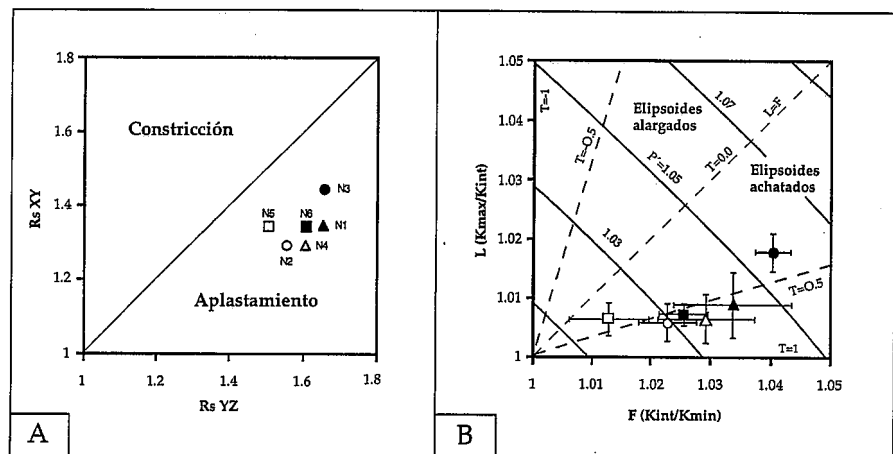 1.8
1.6
1.4
1.2
1
Rs XY
Constricción
Aplastamiento
N3
N5
N6
N1
N2
N4
1
1.2
1.4
1.6
1.8
Rs YZ
A
1.05
1.04
1.03
1.02
1.01
1
L (Kmax/Kint)
T=-1
T=-O.5
Elipsoides
alargados
1.07
L=F
T=0.0
P´=1.05
Elipsoides
achatados
1.03
T=O.5
T=1
1
1.01
1.02
1.03
1.04
1.05
F (Kint/Kmin)
B